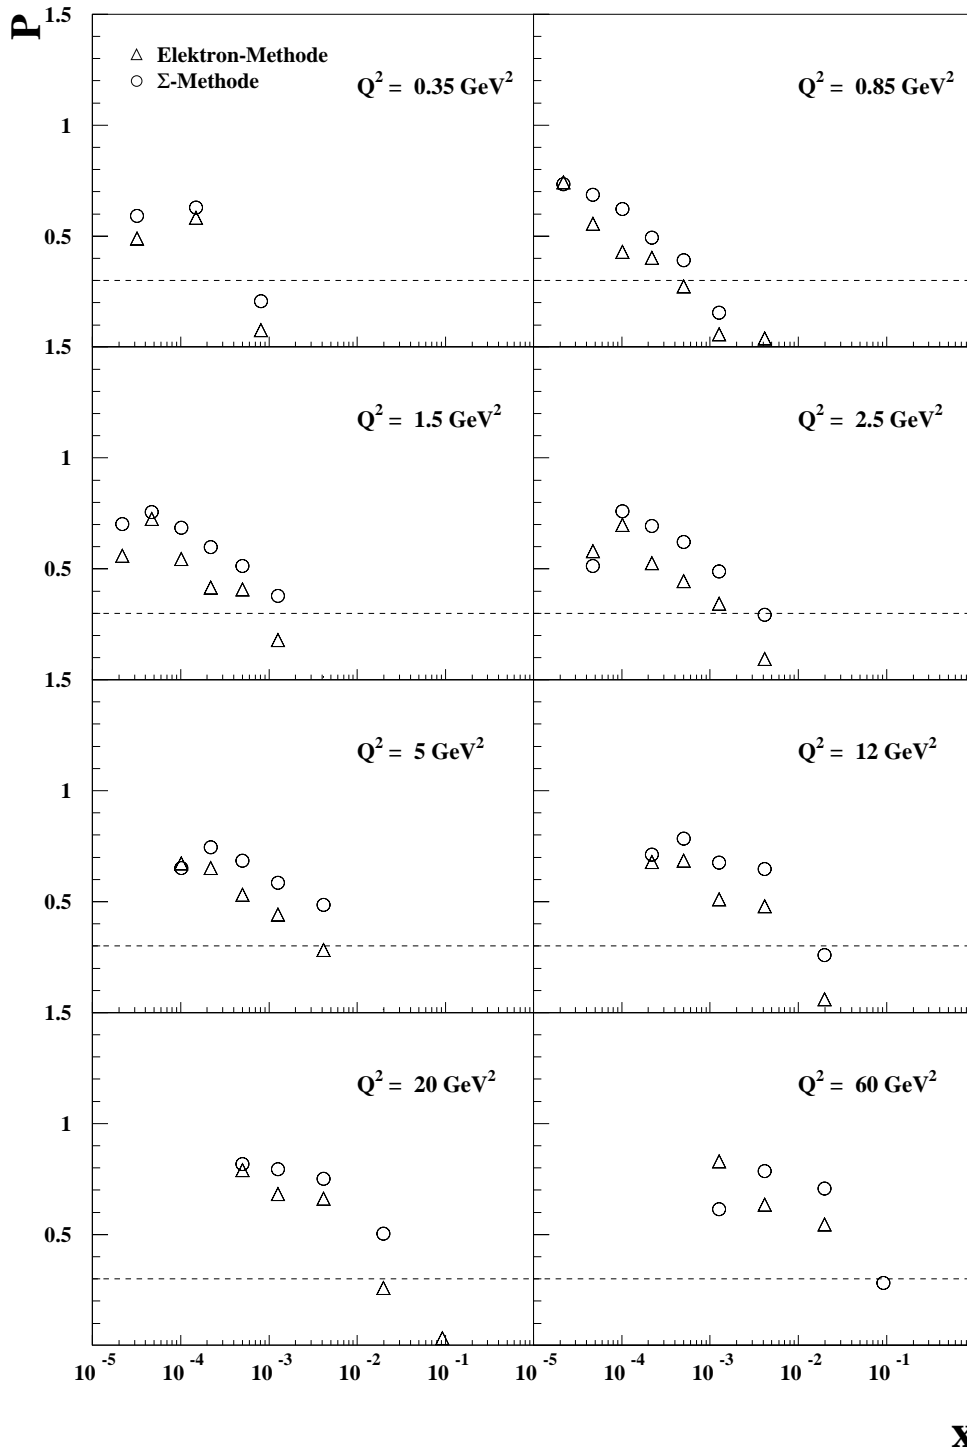 P
1.5
△ Elektron-Methode
○ Σ-Methode
Q² = 0.35 GeV²
Q² = 0.85 GeV²
1
0.5
1.5
Q² = 1.5 GeV²
Q² = 2.5 GeV²
1
0.5
1.5
Q² = 5 GeV²
Q² = 12 GeV²
1
0.5
1.5
Q² = 20 GeV²
Q² = 60 GeV²
1
0.5
10⁻⁵ 10⁻⁴ 10⁻³ 10⁻² 10⁻¹ 10⁻⁵ 10⁻⁴ 10⁻³ 10⁻² 10⁻¹
x